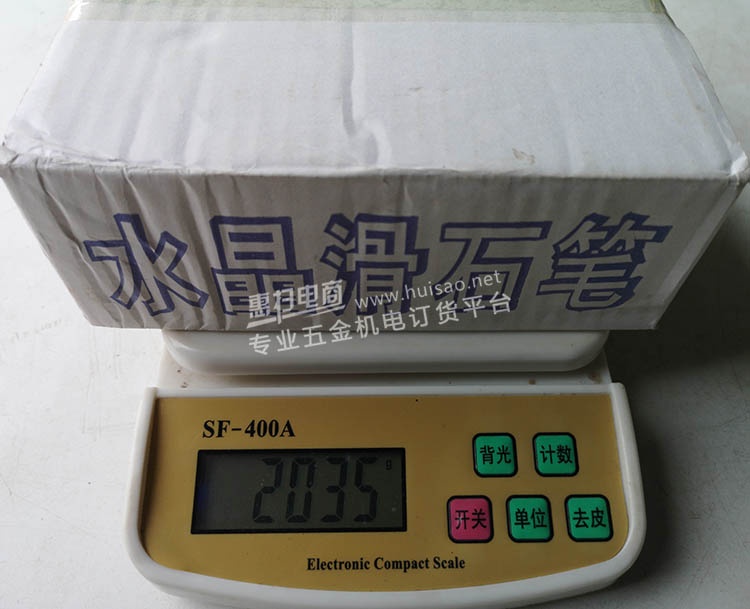 水晶滑石笔
惠扫电商 www.huisao.net
专业五金机电订货平台
SF-400A
2035 g
背光 计数
开关 单位 去皮
Electronic Compact Scale